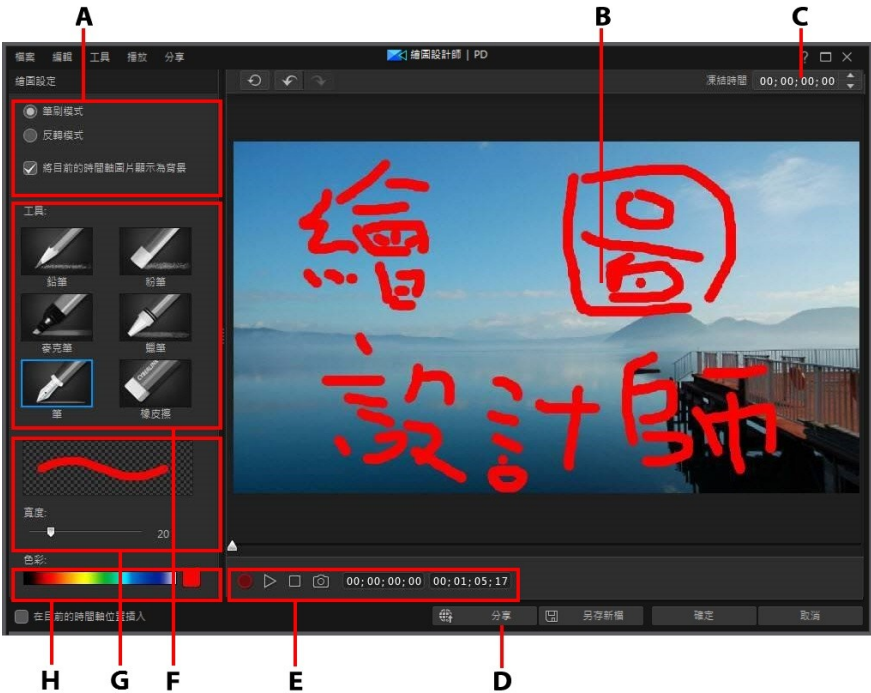 A
B
C
檔案 編輯 工具 播放 分享
繪圖設計師 | PD
?
繪圖設定
凍結時間 00;00;00;00
筆刷模式
反轉模式
將目前的時間軸圖片顯示為背景
工具:
鉛筆 粉筆
麥克筆 蠟筆
筆 橡皮擦
CYBERLINK
繪圖
設計師
寬度:
20
色彩:
00;00;00;00 00;01;05;17
在目前的時間軸位置插入
分享 另存新檔 確定 取消
H G F E D